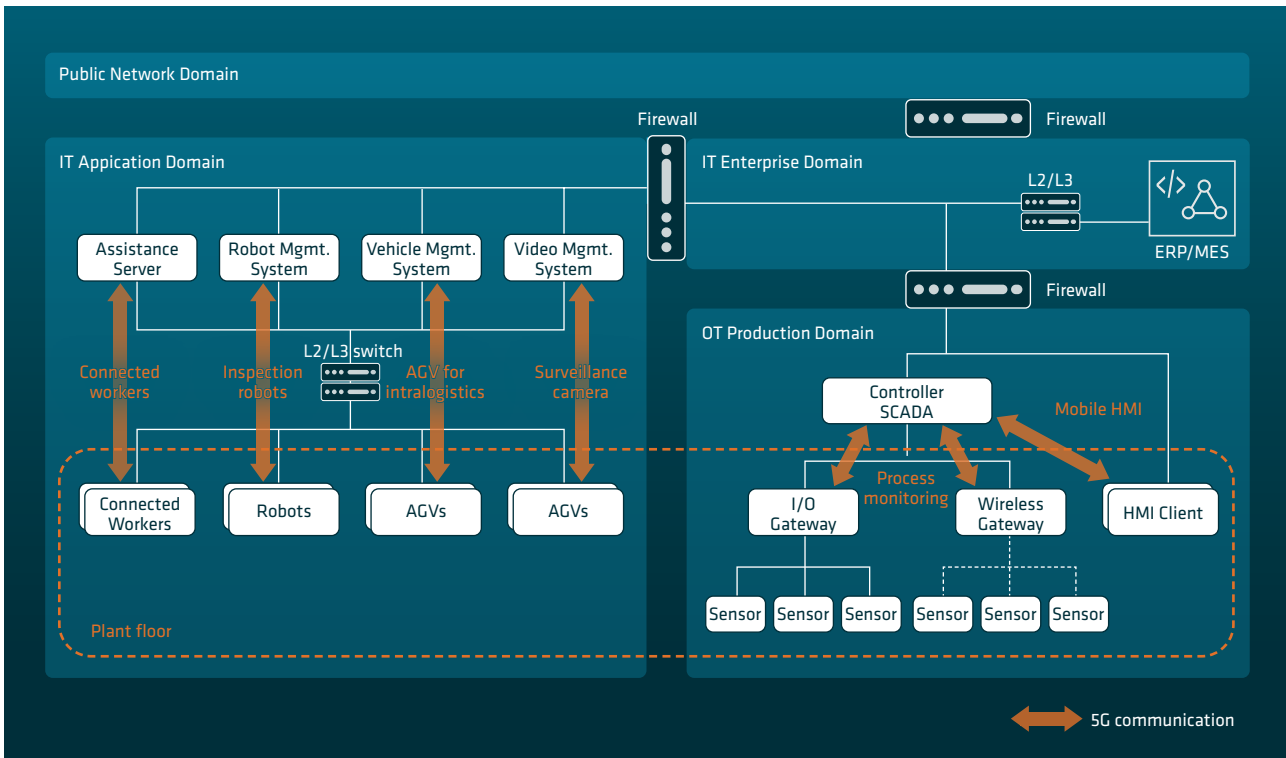 Public Network Domain
Firewall
Firewall
IT Appication Domain
IT Enterprise Domain
L2/L3
</>
ERP/MES
Assistance
Server
Robot Mgmt.
System
Vehicle Mgmt.
System
Video Mgmt.
System
Firewall
OT Production Domain
L2/L3 switch
Connected
workers
Inspection
robots
AGV for
intralogistics
Surveillance
camera
Controller
SCADA
Mobile HMI
Process
monitoring
Connected
Workers
Robots
AGVs
AGVs
I/O
Gateway
Wireless
Gateway
HMI Client
Sensor
Sensor
Sensor
Sensor
Sensor
Sensor
Plant floor
5G communication